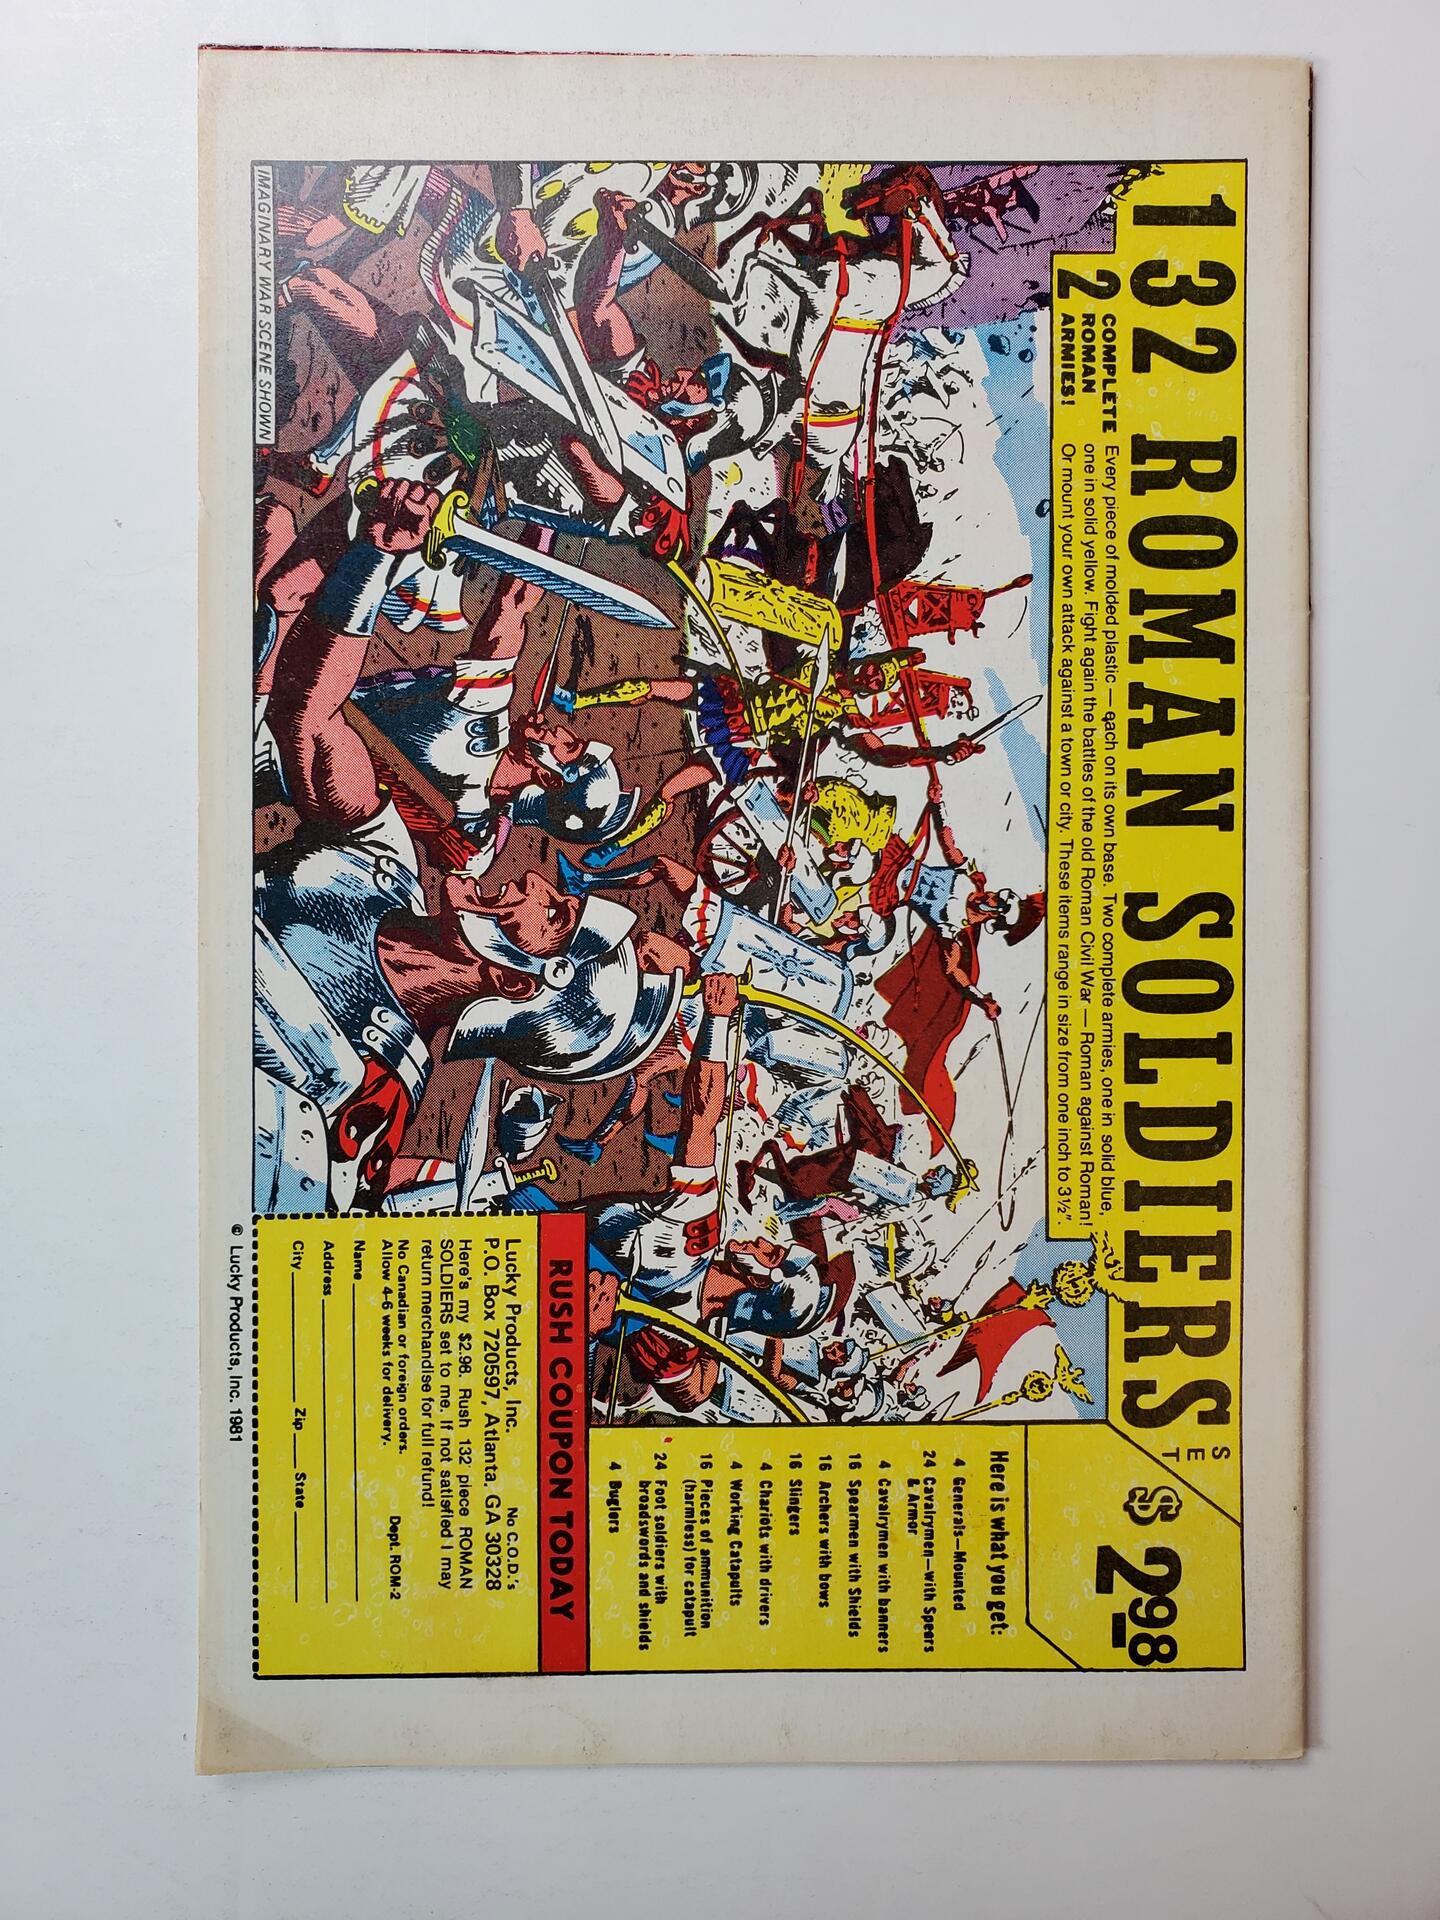 132 ROMAN SOLDIERS
SET
$2.98
2 COMPLETE
ROMAN
ARMIES!
Every piece of molded plastic — each on its own base. Two complete armies, one in solid blue,
one in solid yellow. Fight again the battles of the old Roman Civil War — Roman against Roman!
Or mount your own attack against a town or city. These items range in size from one inch to 3½".
Here is what you get:
4 Generals—Mounted
24 Cavalrymen—with Spears
& Armor
4 Cavalrymen with banners
16 Spearmen with Shields
16 Archers with bows
16 Slingers
4 Chariots with drivers
4 Working Catapults
16 Pieces of ammunition
(harmless) for catapult
24 Foot soldiers with
broadswords and shields
4 Buglers
RUSH COUPON TODAY
Lucky Products, Inc. No C.O.D.'s
P.O. Box 720597, Atlanta, GA 30328
Here's my $2.98. Rush 132 piece ROMAN
SOLDIERS set to me. If not satisfied I may
return merchandise for full refund!
No Canadian or foreign orders. Dept. ROM-2
Allow 4-6 weeks for delivery.
Name
Address
City Zip State
IMAGINARY WAR SCENE SHOWN
© Lucky Products, Inc. 1981